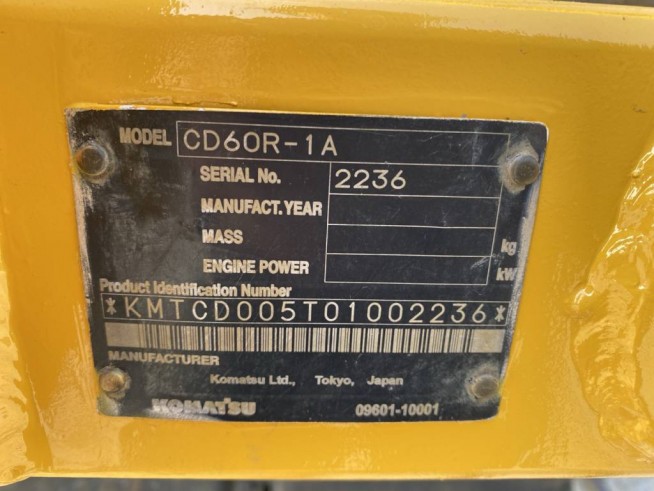 MODEL CD60R-1A
SERIAL No. 2236
MANUFACT.YEAR
MASS kg
ENGINE POWER kW
Product Identification Number
*KMTCD005T01002236*
MANUFACTURER
Komatsu Ltd., Tokyo, Japan
KOMATSU 09601-10001